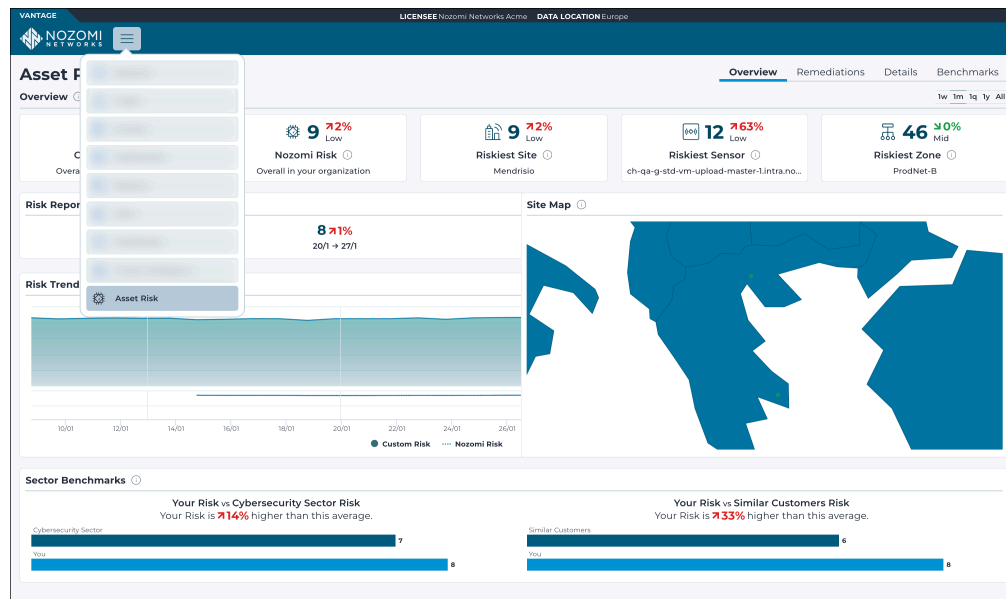 VANTAGE
LICENSEE Nozomi Networks Acme DATA LOCATION Europe
NOZOMI
NETWORKS
Asset
Overview Remediations Details Benchmarks
Overview
1w 1m 1q 1y All
9 2% Low
Nozomi Risk
Overall in your organization
9 2% Low
Riskiest Site
Mendrisio
12 63% Low
Riskiest Sensor
ch-qa-g-std-vm-upload-master-1.intra.no...
46 0% Mid
Riskiest Zone
ProdNet-B
Asset Risk
Risk Repor
8 1%
20/1 → 27/1
Site Map
Risk Trend
10/01 12/01 14/01 16/01 18/01 20/01 22/01 24/01 26/01
Custom Risk Nozomi Risk
Sector Benchmarks
Your Risk vs Cybersecurity Sector Risk
Your Risk is 14% higher than this average.
Cybersecurity Sector
7
You
8
Your Risk vs Similar Customers Risk
Your Risk is 33% higher than this average.
Similar Customers
6
You
8